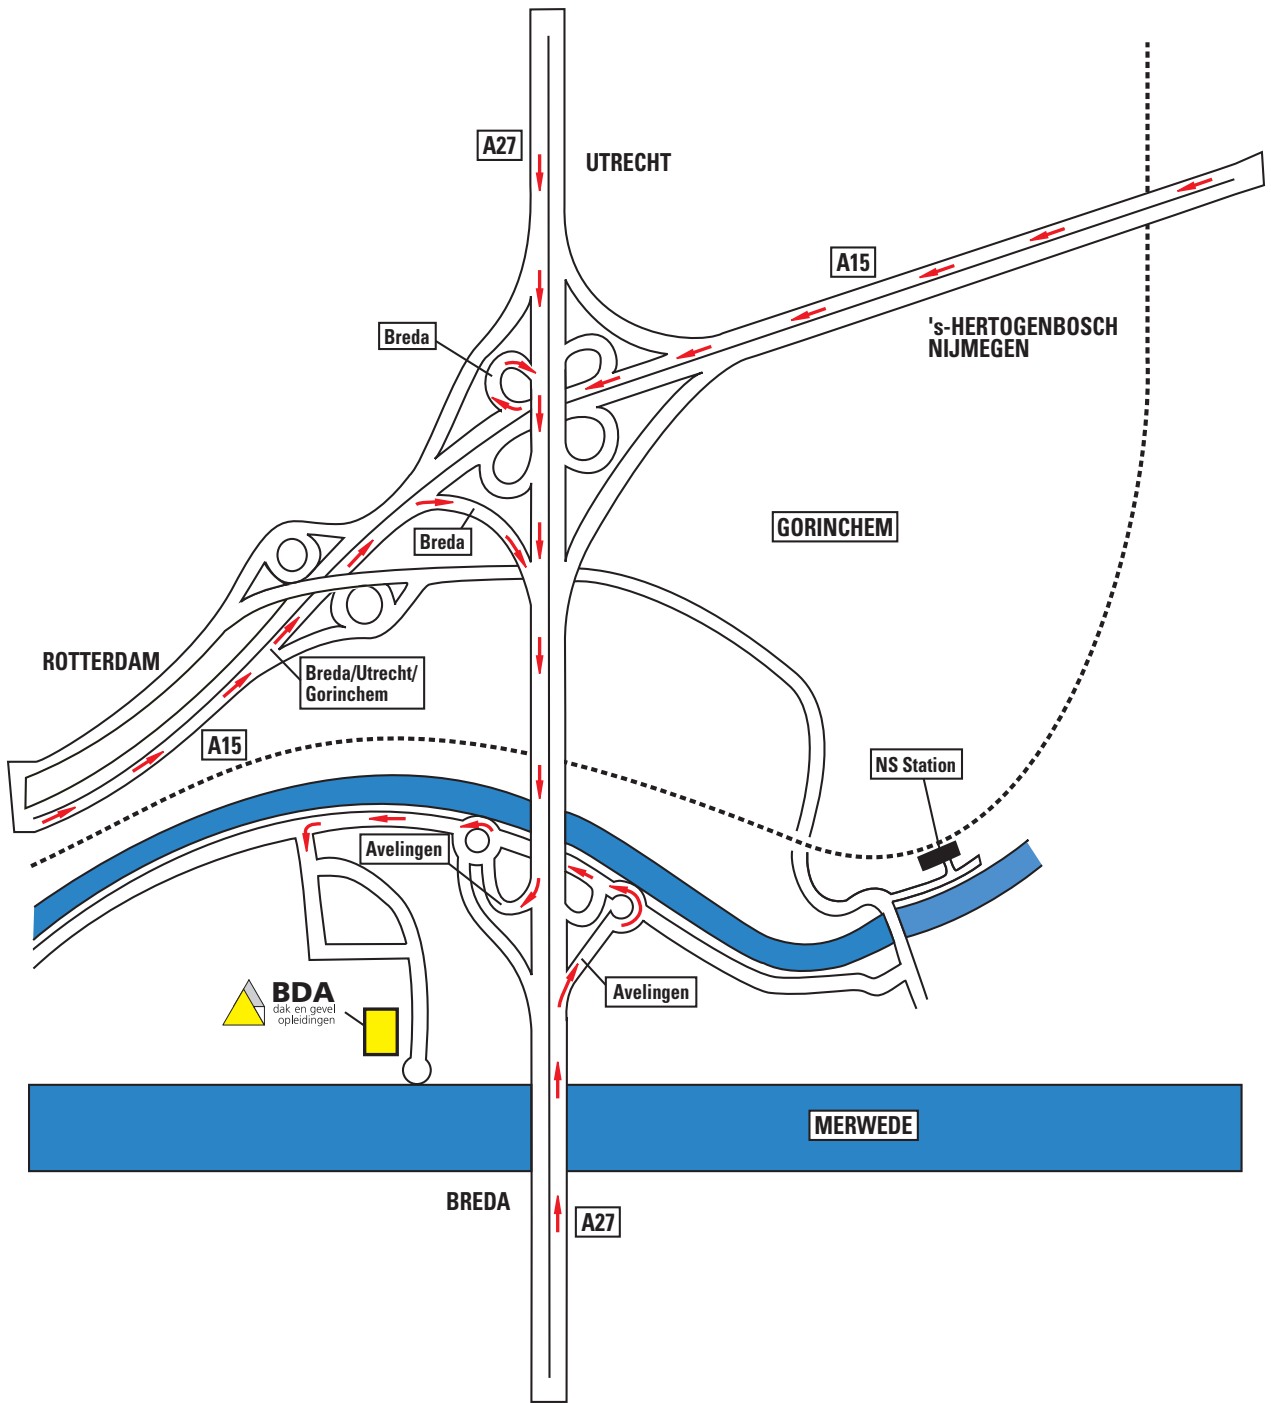 A27
UTRECHT
A15
's-HERTOGENBOSCH
NIJMEGEN
Breda
GORINCHEM
Breda
ROTTERDAM
Breda/Utrecht/
Gorinchem
A15
NS Station
Avelingen
Avelingen
BDA
dak en gevel
opleidingen
MERWEDE
BREDA
A27